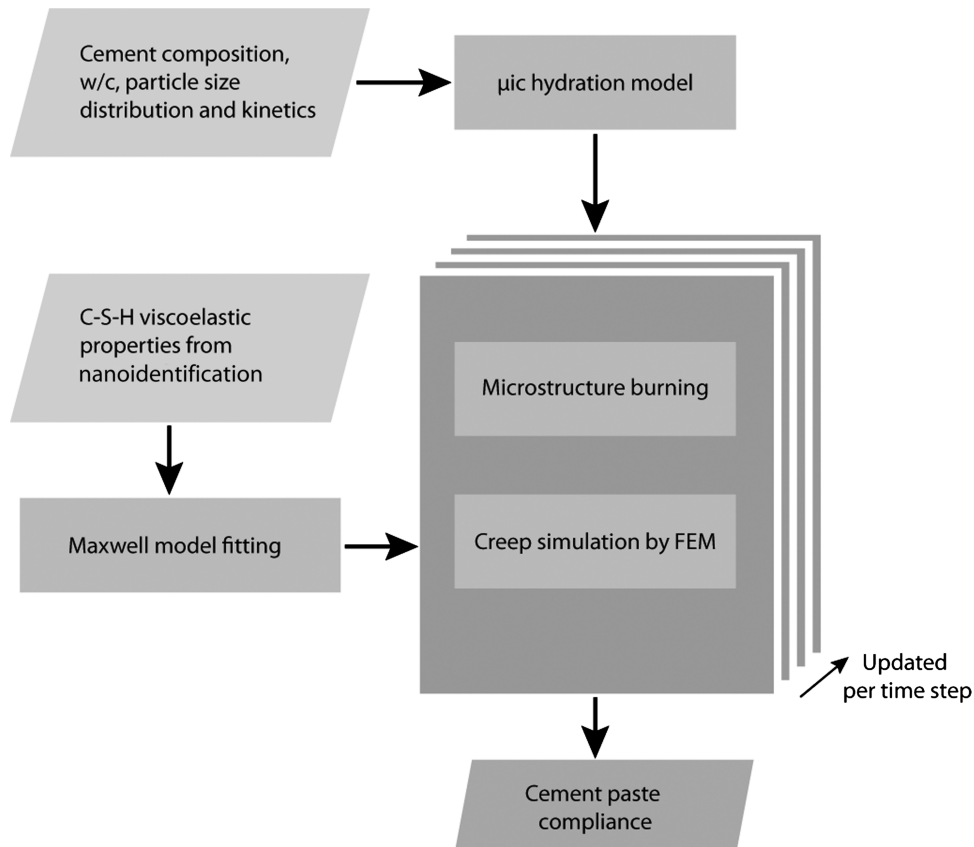 Cement composition,
w/c, particle size
distribution and kinetics
µic hydration model
C-S-H viscoelastic
properties from
nanoidentification
Microstructure burning
Maxwell model fitting
Creep simulation by FEM
Updated
per time step
Cement paste
compliance